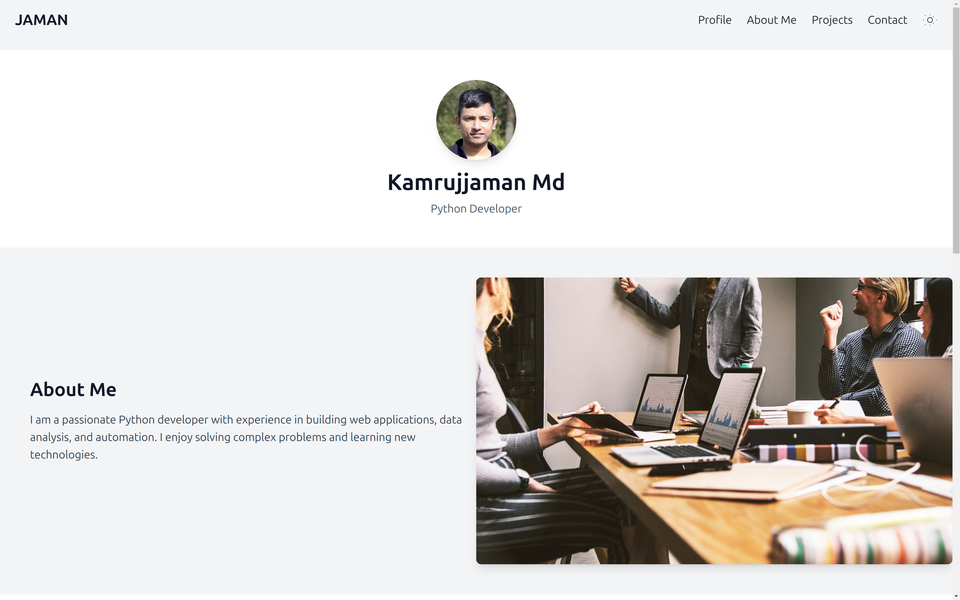 JAMAN
Profile
About Me
Projects
Contact
Kamrujjaman Md
Python Developer
About Me
I am a passionate Python developer with experience in building web applications, data
analysis, and automation. I enjoy solving complex problems and learning new
technologies.